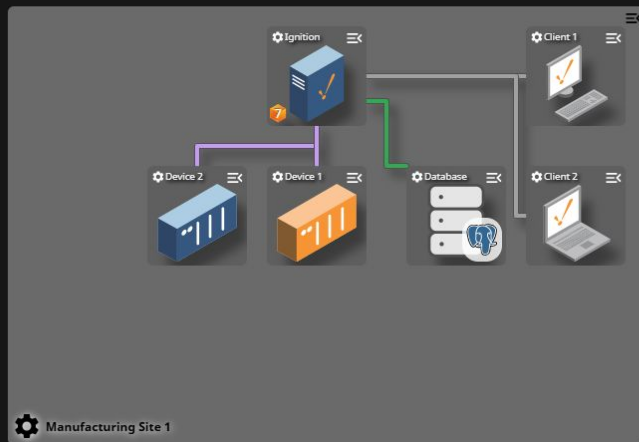 Ignition
Client 1
7
Device 2
Device 1
Database
Client 2
Manufacturing Site 1